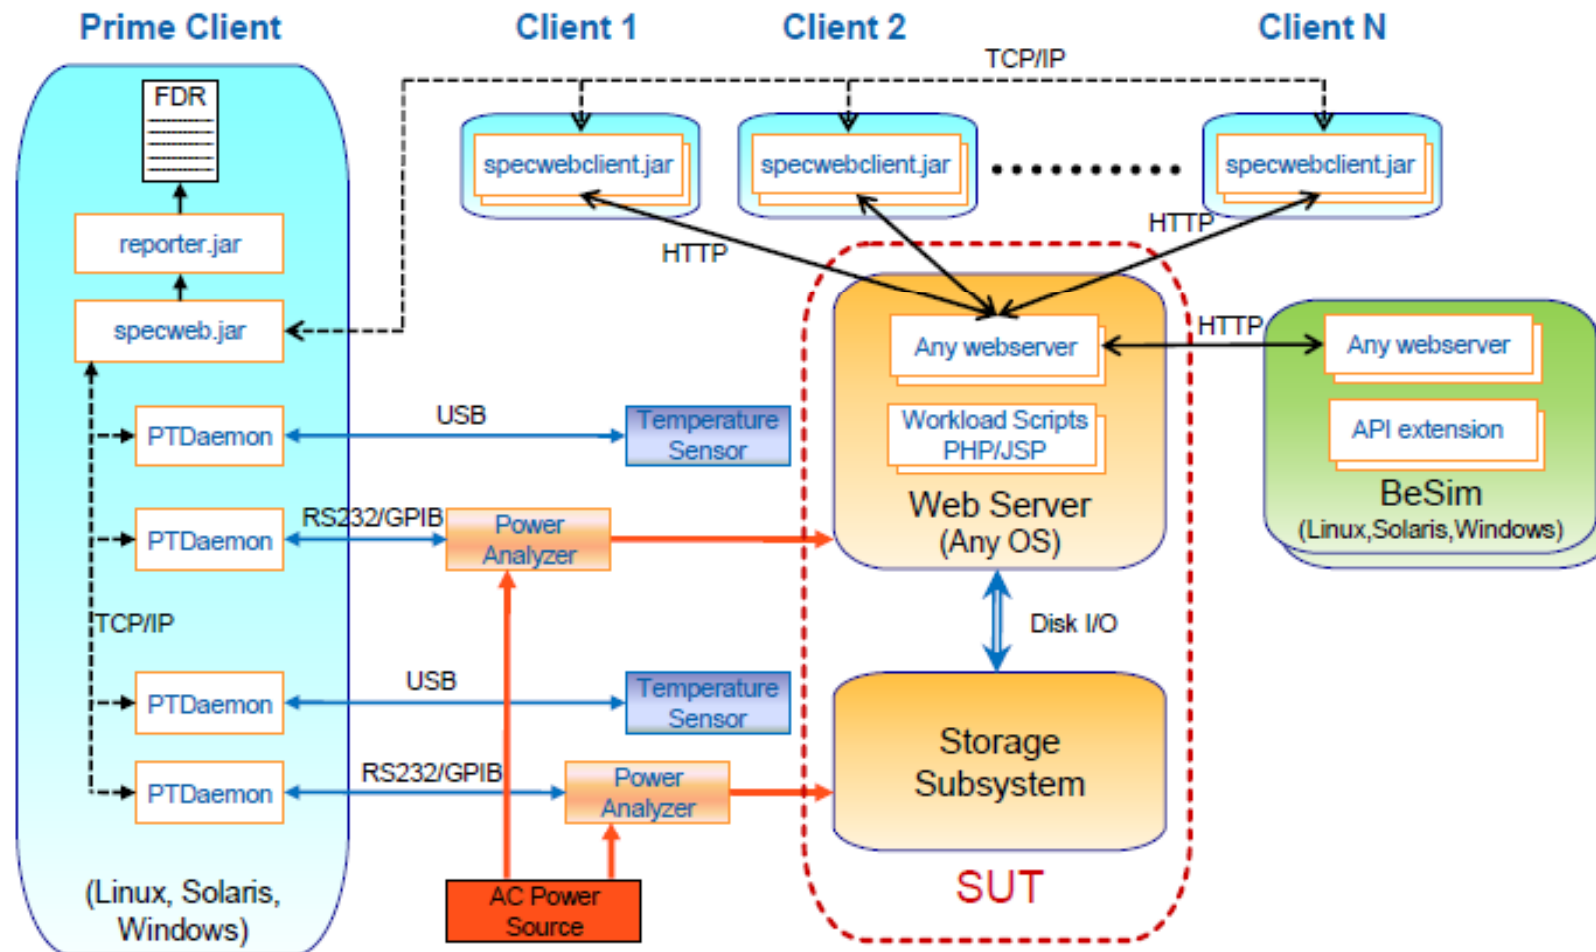 Prime Client
Client 1
Client 2
Client N
TCP/IP
FDR
specwebclient.jar
specwebclient.jar
specwebclient.jar
reporter.jar
HTTP
HTTP
specweb.jar
Any webserver
HTTP
Any webserver
PTDaemon
USB
Temperature
Sensor
Workload Scripts
PHP/JSP
API extension
Web Server
(Any OS)
BeSim
(Linux,Solaris,Windows)
PTDaemon
RS232/GPIB
Power
Analyzer
TCP/IP
Disk I/O
PTDaemon
USB
Temperature
Sensor
Storage
Subsystem
PTDaemon
RS232/GPIB
Power
Analyzer
(Linux, Solaris,
Windows)
AC Power
Source
SUT